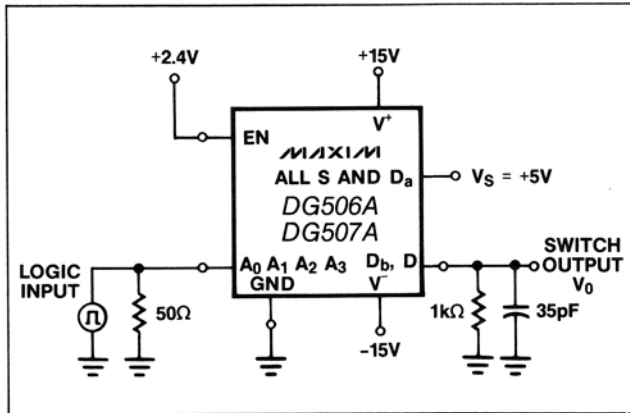 +2.4V
+15V
EN
V+
MAXIM
ALL S AND Da
VS = +5V
DG506A
DG507A
LOGIC
INPUT
A0 A1 A2 A3
Db, D
SWITCH
OUTPUT
V0
GND
V-
50Ω
1kΩ
35pF
-15V